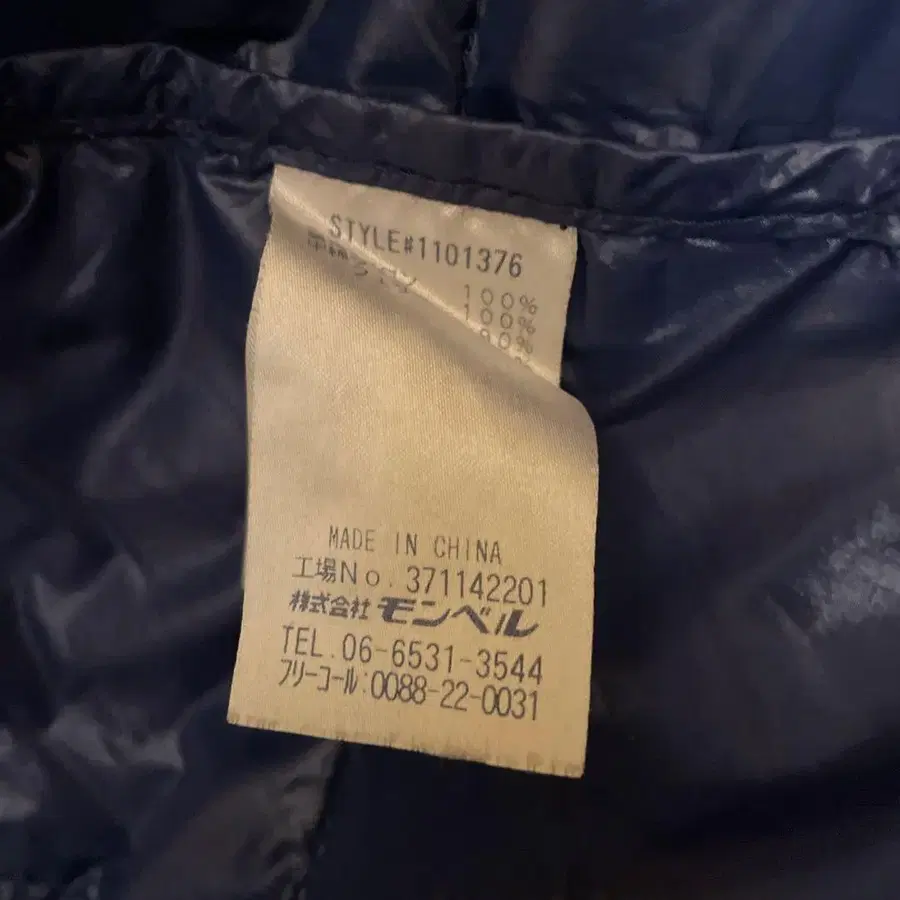 STYLE#1101376
100%
100%
00%
MADE IN CHINA
工場No. 371142201
株式会社 モンベル
TEL. 06-6531-3544
フリーコール:0088-22-0031